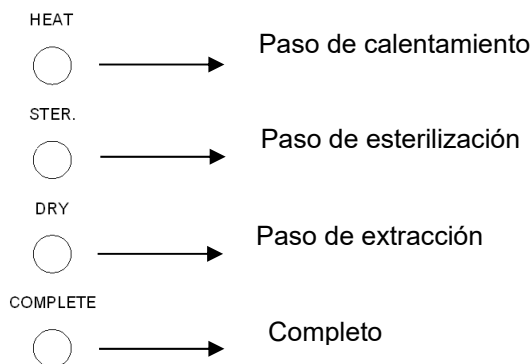 HEAT
Paso de calentamiento
STER.
Paso de esterilización
DRY
Paso de extracción
COMPLETE
Completo